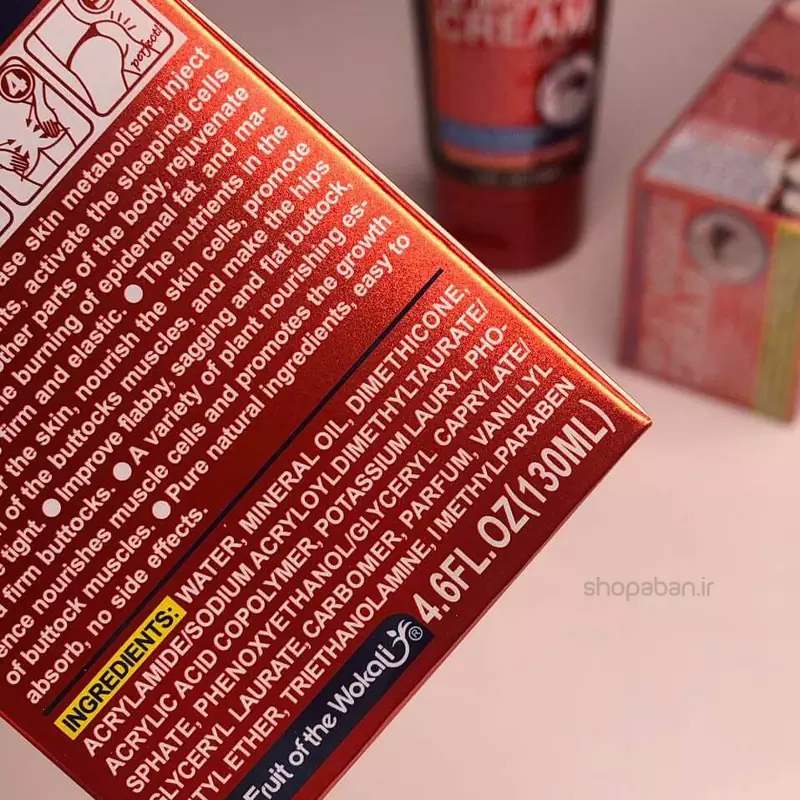 perfect!
4
ase skin metabolism, inject
nts, activate the sleeping cells
other parts of the body, rejuvenate
e burning of epidermal fat, and ma-
firm and elastic. ● The nutrients in the
the skin, nourish the skin cells, promote
n of the buttocks muscles, and make the hips
tight ● Improve flabby, sagging and flat buttock,
d firm buttocks. ● A variety of plant nourishing es-
ence nourishes muscle cells and promotes the growth
of buttock muscles. ● Pure natural ingredients, easy to
absorb, no side effects.
INGREDIENTS: WATER, MINERAL OIL, DIMETHICONE,
ACRYLAMIDE/SODIUM ACRYLOYLDIMETHYLTAURATE/
ACRYLIC ACID COPOLYMER, POTASSIUM LAURYL PHO-
SPHATE, PHENOXYETHANOL/GLYCERYL CAPRYLATE/
GLYCERYL LAURATE, CARBOMER, PARFUM, VANILLYL
TYL ETHER, TRIETHANOLAMINE, IMETHYLPARABEN
4.6FL.OZ(130ML)
Fruit of the Wokali ®
CREAM
shopaban.ir